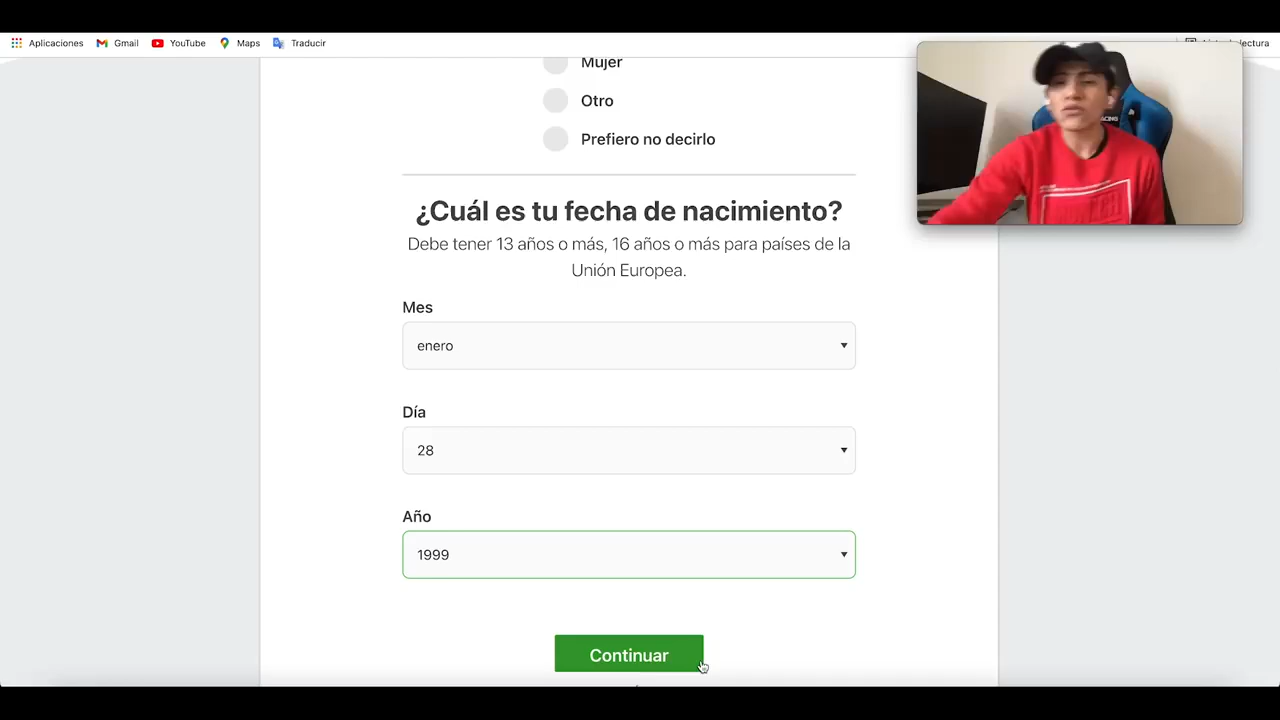 Aplicaciones Gmail YouTube Maps Traducir
Mujer
Otro
Prefiero no decirlo
¿Cuál es tu fecha de nacimiento?
Debe tener 13 años o más, 16 años o más para países de la
Unión Europea.
Mes
enero
Día
28
Año
1999
Continuar